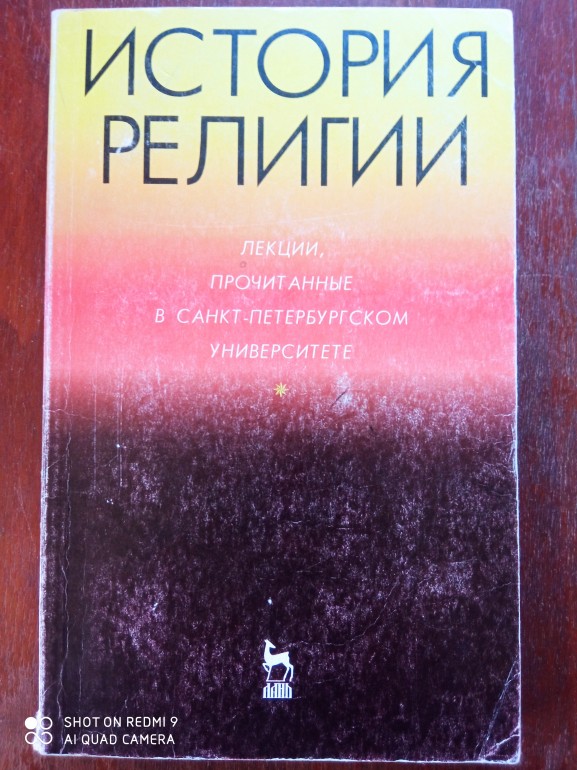 ИСТОРИЯ
РЕЛИГИИ
ЛЕКЦИИ,
ПРОЧИТАННЫЕ
В САНКТ-ПЕТЕРБУРГСКОМ
УНИВЕРСИТЕТЕ
ЛАНЬ
SHOT ON REDMI 9
AI QUAD CAMERA